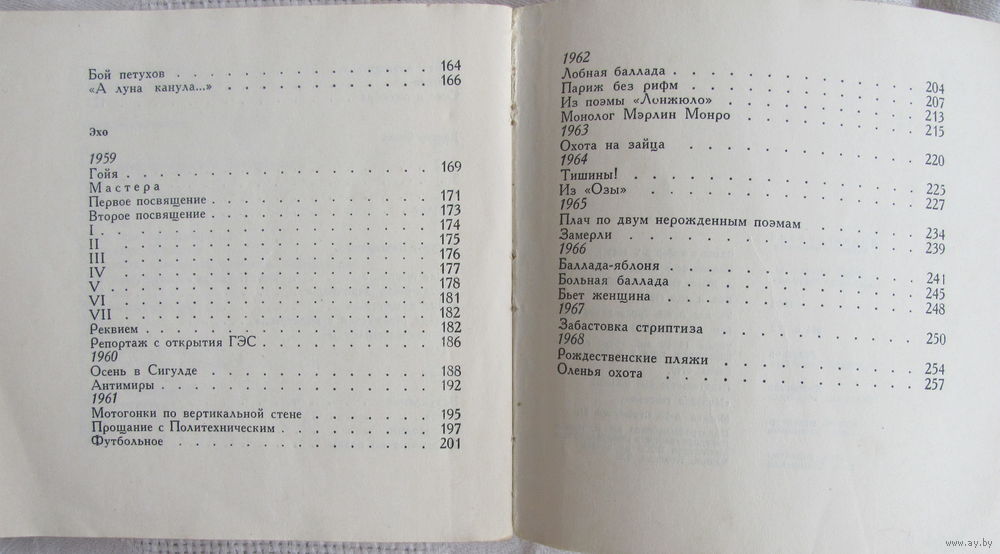 Бой петухов . . . . . . . . . . . . . . . 164
«А луна канула...» . . . . . . . . . . . . . 166
Эхо
1959
Гойя . . . . . . . . . . . . . . . . . . 169
Мастера
Первое посвящение . . . . . . . . . . . . . 171
Второе посвящение . . . . . . . . . . . . . 173
I . . . . . . . . . . . . . . . . . . . 174
II . . . . . . . . . . . . . . . . . . . 175
III . . . . . . . . . . . . . . . . . . 176
IV . . . . . . . . . . . . . . . . . . 177
V . . . . . . . . . . . . . . . . . . . 178
VI . . . . . . . . . . . . . . . . . . 181
VII . . . . . . . . . . . . . . . . . . 182
Реквием . . . . . . . . . . . . . . . . . 182
Репортаж с открытия ГЭС . . . . . . . . . . 186
1960
Осень в Сигулде . . . . . . . . . . . . . . 188
Антимиры . . . . . . . . . . . . . . . . 192
1961
Мотогонки по вертикальной стене . . . . . . . 195
Прощание с Политехническим . . . . . . . . . 197
Футбольное . . . . . . . . . . . . . . . . 201
1962
Лобная баллада . . . . . . . . . . . . . . 204
Париж без рифм . . . . . . . . . . . . . . 207
Из поэмы «Лонжюло» . . . . . . . . . . . . 213
Монолог Мэрлин Монро . . . . . . . . . . . 215
1963
Охота на зайца . . . . . . . . . . . . . . 220
1964
Тишины! . . . . . . . . . . . . . . . . . 225
Из «Озы» . . . . . . . . . . . . . . . . 227
1965
Плач по двум нерожденным поэмам . . . . . . 234
Замерли . . . . . . . . . . . . . . . . . 239
1966
Баллада-яблоня . . . . . . . . . . . . . . 241
Больная баллада . . . . . . . . . . . . . . 245
Бьет женщина . . . . . . . . . . . . . . . 248
1967
Забастовка стриптиза . . . . . . . . . . . . 250
1968
Рождественские пляжи . . . . . . . . . . . . 254
Оленья охота . . . . . . . . . . . . . . . 257
www.ay.by